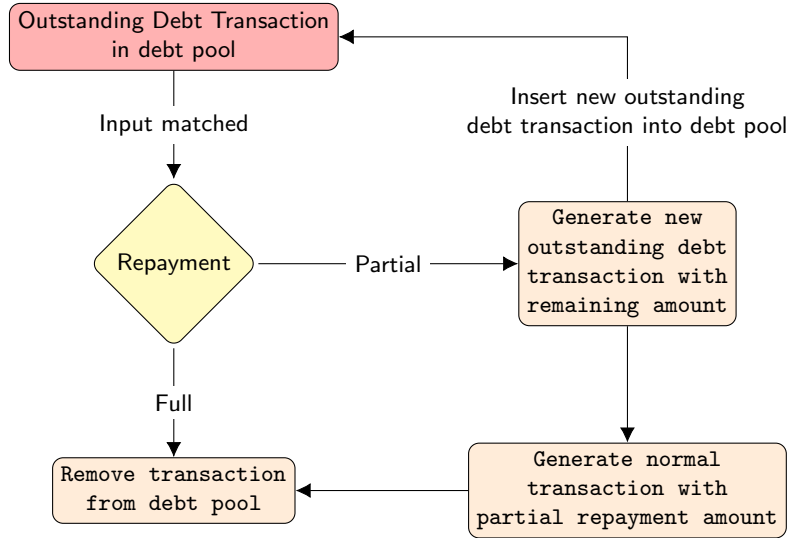 Outstanding Debt Transaction
in debt pool
Insert new outstanding
debt transaction into debt pool
Input matched
Repayment
Partial
Generate new
outstanding debt
transaction with
remaining amount
Full
Remove transaction
from debt pool
Generate normal
transaction with
partial repayment amount